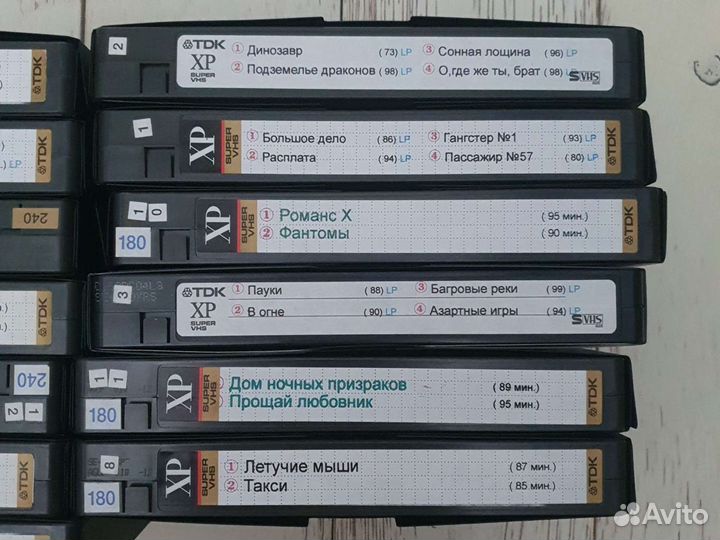 2
TDK
XP
SUPER VHS
1 Динозавр (73) LP 3 Сонная лощина (96) LP
2 Подземелье драконов (98) LP 4 О,где же ты, брат (98) LP
SVHS
1
XP
SUPER VHS
1 Большое дело (86) LP 3 Гангстер №1 (93) LP
2 Расплата (94) LP 4 Пассажир №57 (80) LP
TDK
1 0
180
XP
SUPER VHS
1 Романс X (95 мин.)
2 Фантомы (90 мин.)
TDK
3
TDK
XP
SUPER VHS
1 Пауки (88) LP 3 Багровые реки (99) LP
2 В огне (90) LP 4 Азартные игры (94) LP
SVHS
1 1
180
XP
SUPER VHS
Дом ночных призраков (89 мин.)
Прощай любовник (95 мин.)
TDK
8
180
XP
SUPER VHS
1 Летучие мыши (87 мин.)
2 Такси (85 мин.)
TDK
TDK
TDK
240
TDK
240
1
2
TDK
Avito